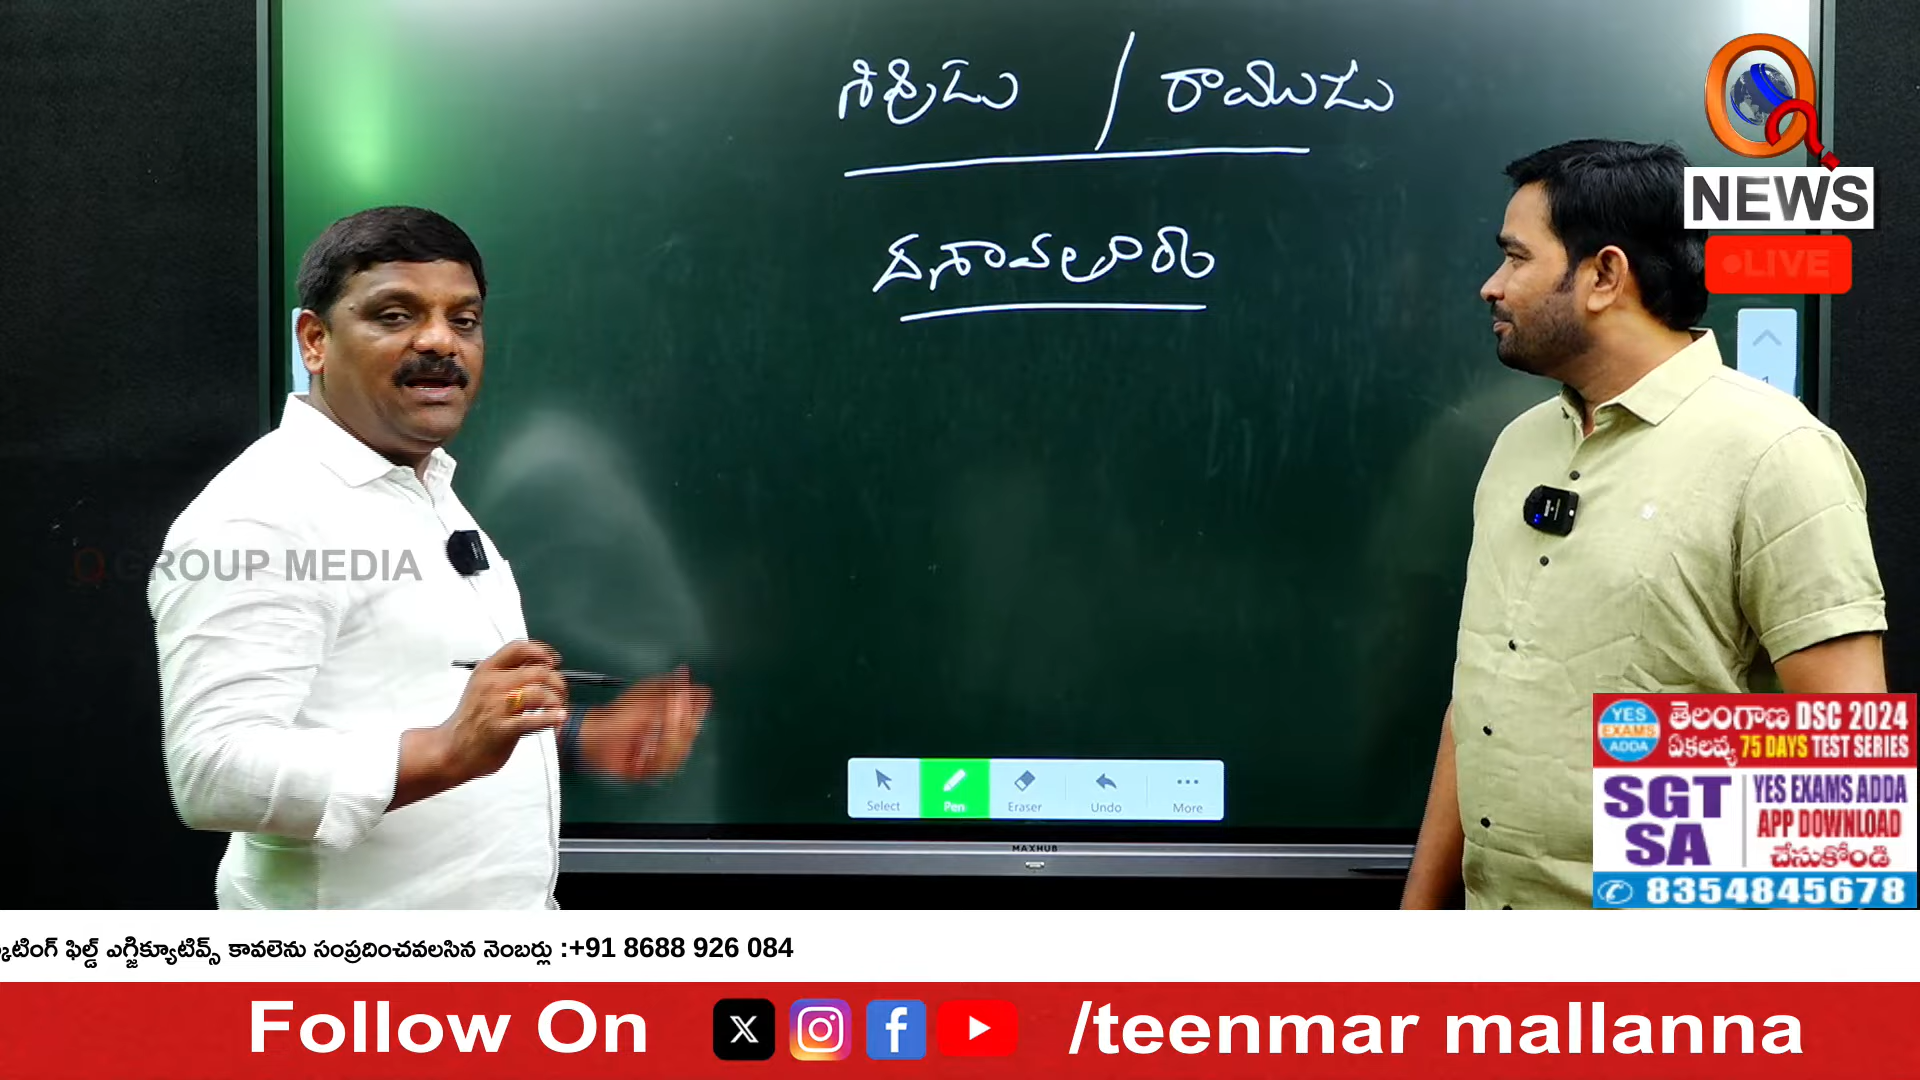 / రాముడు
దశావతారం
Q NEWS
LIVE
Q GROUP MEDIA
Select Pen Eraser Undo More
MAXHUB
YES EXAMS ADDA
తెలంగాణ DSC 2024
ఏకలవ్య 75 DAYS TEST SERIES
SGT SA
YES EXAMS ADDA
APP DOWNLOAD
చేసుకోండి
8354845678
ఫిల్డ్ ఎగ్జిక్యూటివ్స్ కావలెను సంప్రదించవలసిన నెంబర్లు :+91 8688 926 084
Follow On /teenmar mallanna